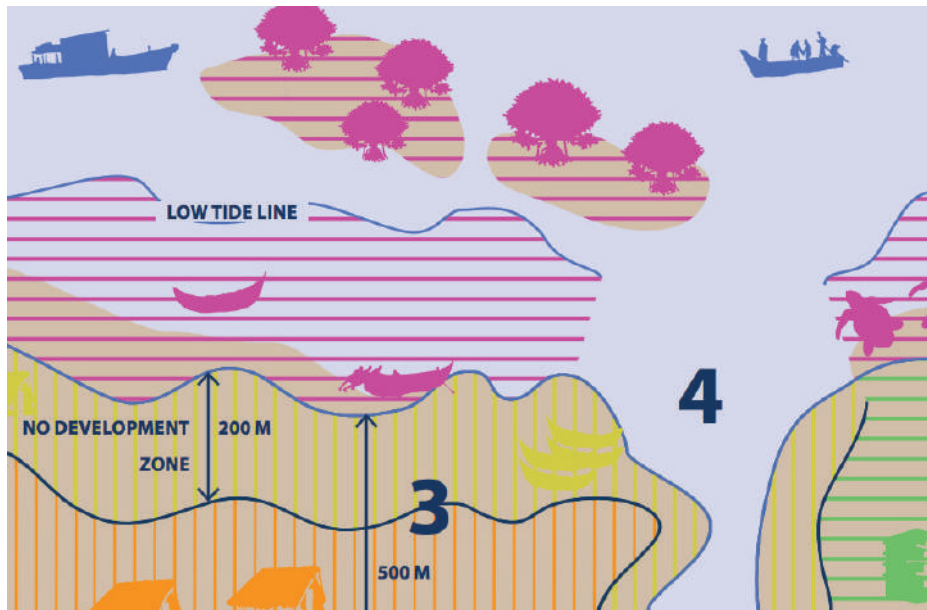 LOW TIDE LINE
4
NO DEVELOPMENT
ZONE
200 M
3
500 M